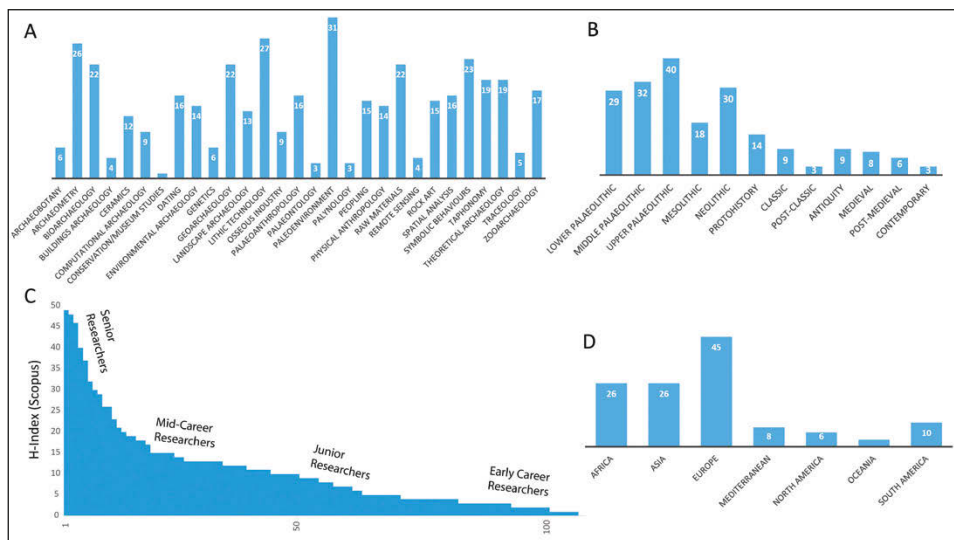 A
6
26
22
4
12
9
16
14
6
22
13
27
9
16
3
31
3
15
14
22
4
15
16
23
19
19
5
17
ARCHAEOBOTANY
ARCHAEOMETRY
BIOARCHAEOLOGY
BUILDINGS ARCHAEOLOGY
CERAMICS
COMPUTATIONAL ARCHAEOLOGY
CONSERVATION/MUSEUM STUDIES
DATING
ENVIRONMENTAL ARCHAEOLOGY
GENETICS
GEOARCHAEOLOGY
LANDSCAPE ARCHAEOLOGY
LITHIC TECHNOLOGY
OSSEOUS INDUSTRY
PALAEOANTHROPOLOGY
PALAEONTOLOGY
PALEOENVIRONMENT
PALYNOLOGY
PEOPLING
PHYSICAL ANTHROPOLOGY
RAW MATERIALS
REMOTE SENSING
ROCK ART
SPATIAL ANALYSIS
SYMBOLIC BEHAVIOURS
TAPHONOMY
THEORETICAL ARCHAEOLOGY
TRACEOLOGY
ZOOARCHAEOLOGY
B
29
32
40
18
30
14
9
3
9
8
6
3
LOWER PALAEOLITHIC
MIDDLE PALAEOLITHIC
UPPER PALAEOLITHIC
MESOLITHIC
NEOLITHIC
PROTOHISTORY
CLASSIC
POST-CLASSIC
ANTIQUITY
MEDIEVAL
POST-MEDIEVAL
CONTEMPORARY
C
H-Index (Scopus)
50
45
40
35
30
25
20
15
10
5
0
Senior
Researchers
Mid-Career
Researchers
Junior
Researchers
Early Career
Researchers
1
50
100
D
26
26
45
8
6
10
AFRICA
ASIA
EUROPE
MEDITERRANEAN
NORTH AMERICA
OCEANIA
SOUTH AMERICA